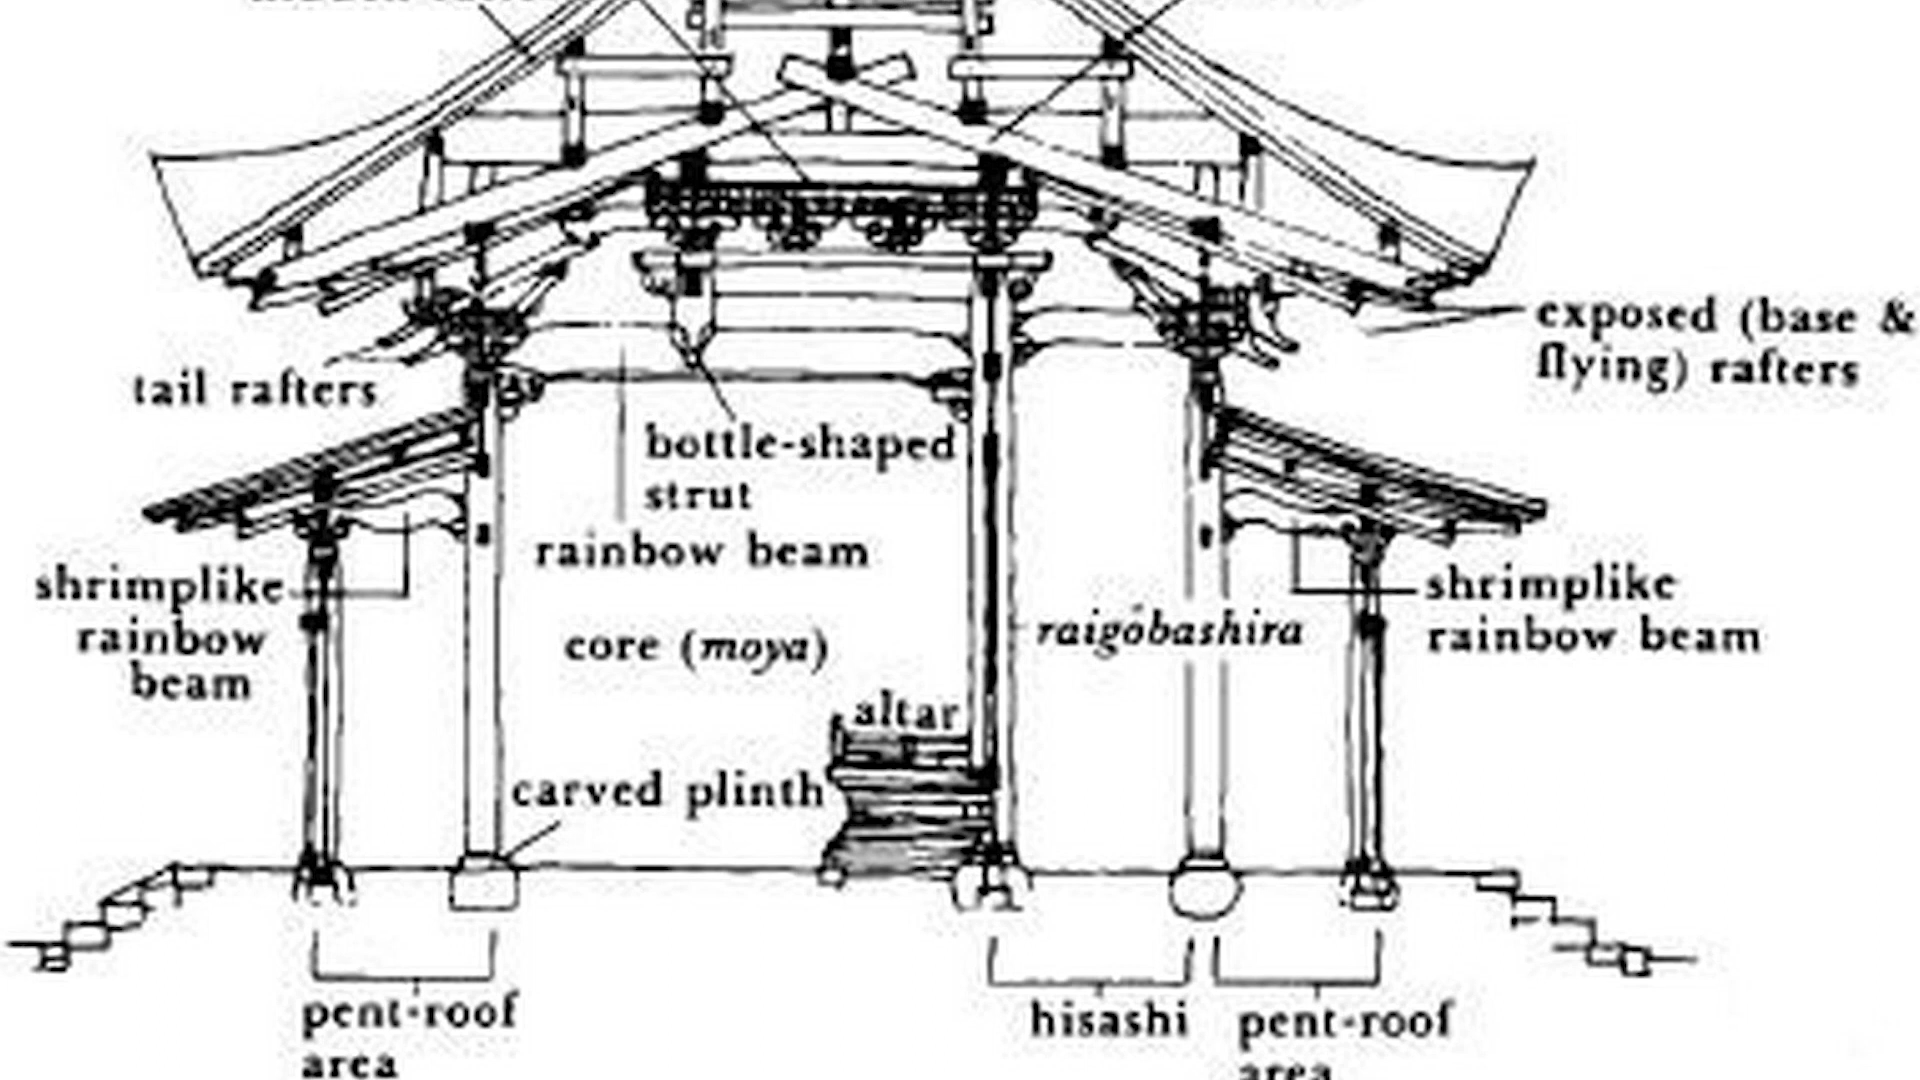 exposed (base &
flying) rafters
tail rafters
bottle-shaped
strut
rainbow beam
shrimplike
rainbow
beam
shrimplike
rainbow beam
raigōbashira
core (moya)
altar
carved plinth
pent-roof
area
hisashi
pent-roof
area